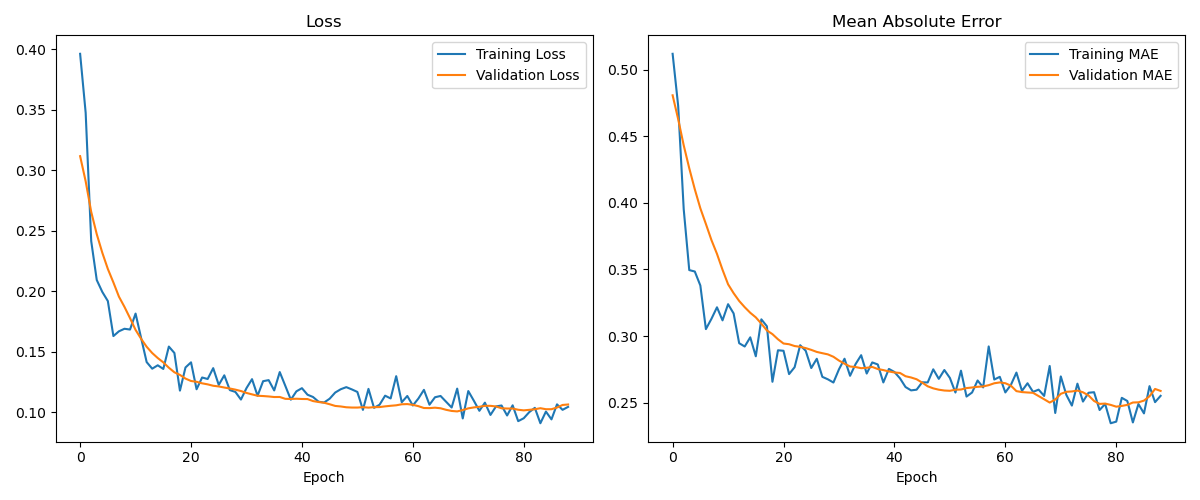 Loss
0.40
0.35
0.30
0.25
0.20
0.15
0.10
0
20
40
60
80
Epoch
Training Loss
Validation Loss
Mean Absolute Error
0.50
0.45
0.40
0.35
0.30
0.25
0
20
40
60
80
Epoch
Training MAE
Validation MAE